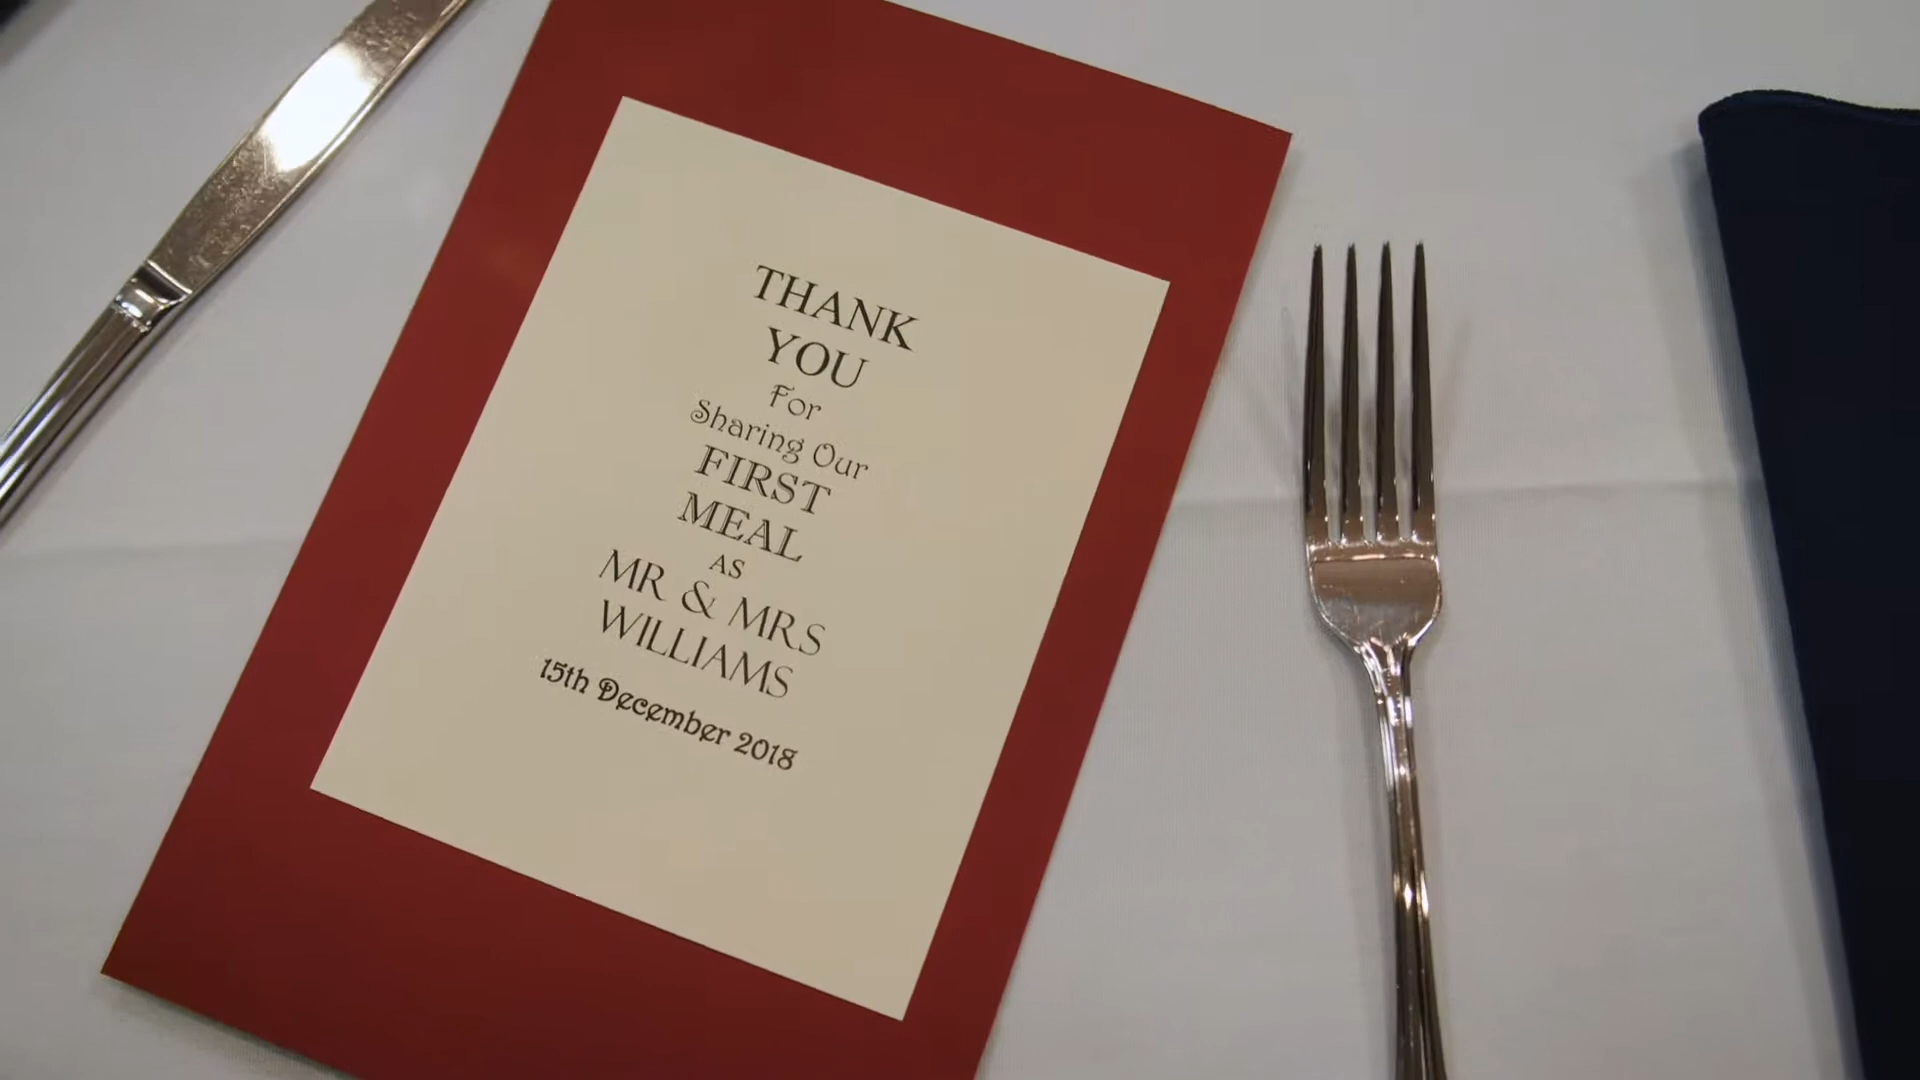 THANK
YOU
For
Sharing Our
FIRST
MEAL
AS
MR & MRS
WILLIAMS
15th December 2018